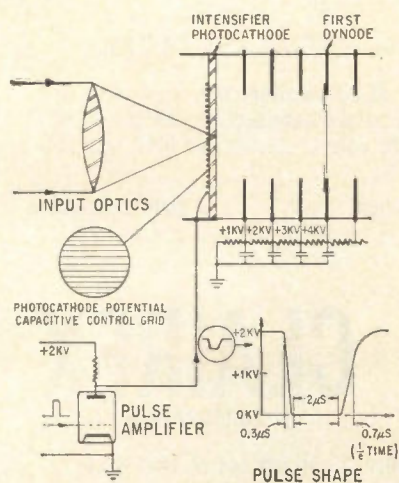 INTENSIFIER
PHOTOCATHODE
FIRST
DYNODE
INPUT OPTICS
+1KV +2KV +3KV +4KV
PHOTOCATHODE POTENTIAL
CAPACITIVE CONTROL GRID
+2KV
PULSE
AMPLIFIER
+2KV
+1KV
0KV
2μS
0.3μS
0.7μS
(1/e TIME)
PULSE SHAPE